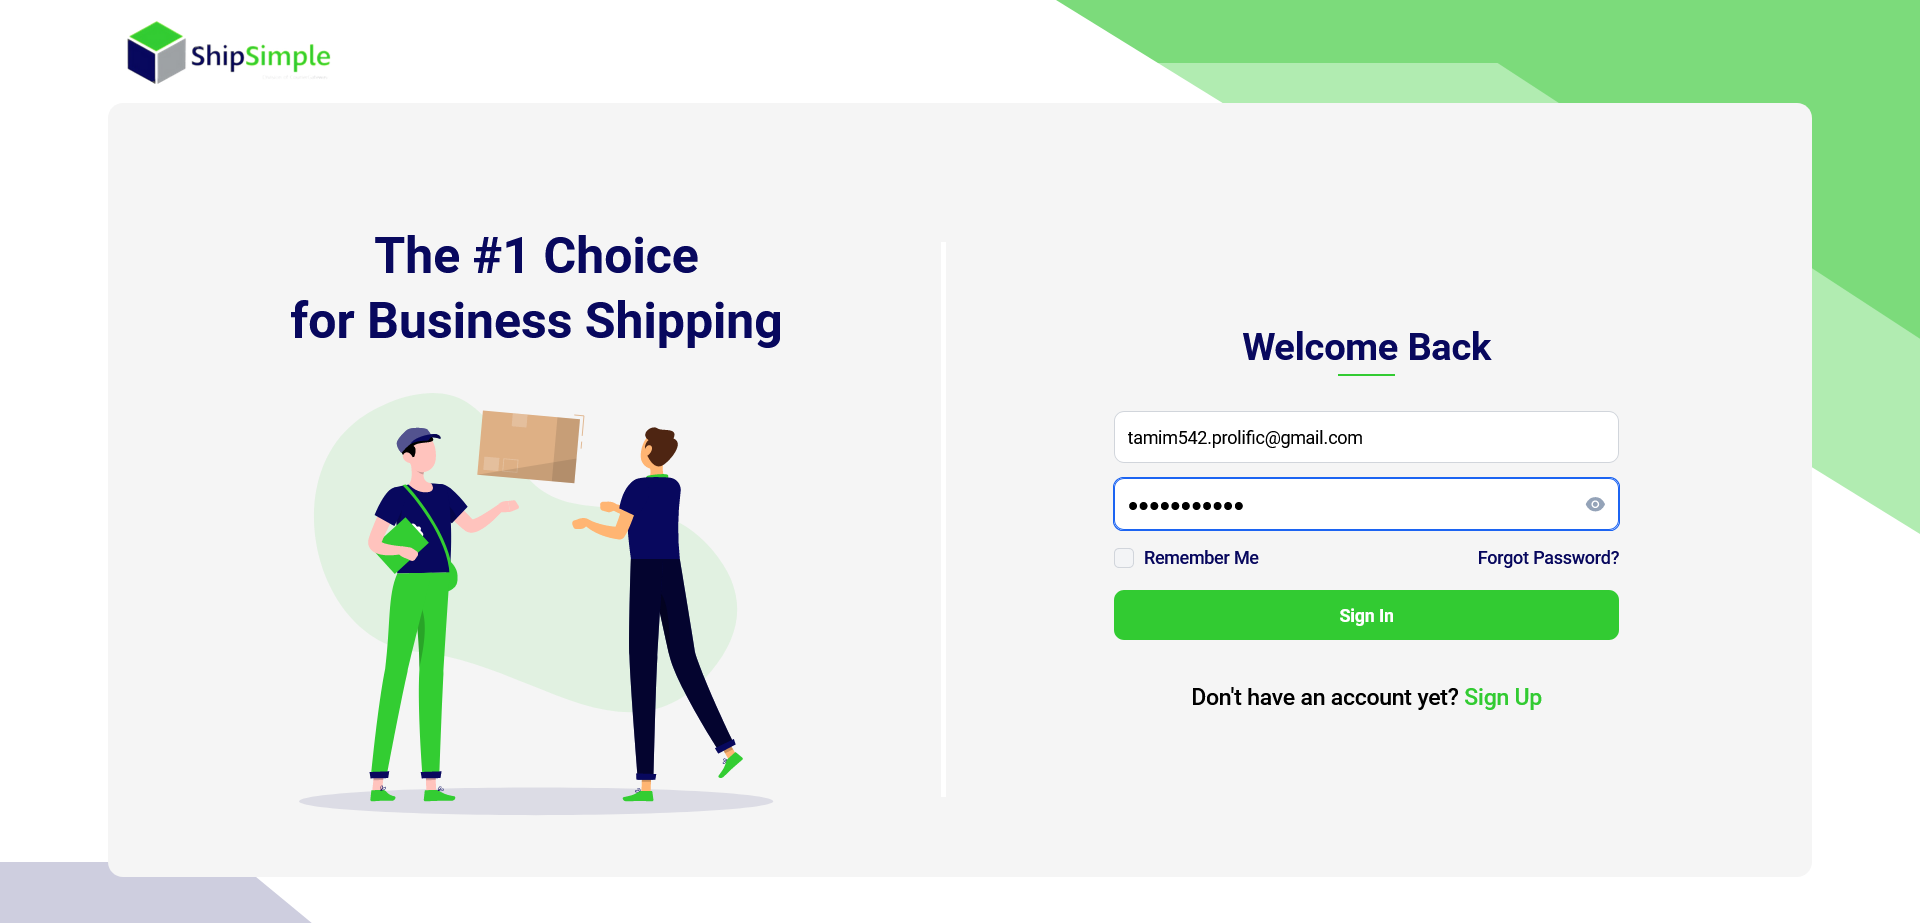 ShipSimple
The #1 Choice
for Business Shipping
Welcome Back
tamim542.prolific@gmail.com
●●●●●●●●●●●
Remember Me
Forgot Password?
Sign In
Don't have an account yet? Sign Up